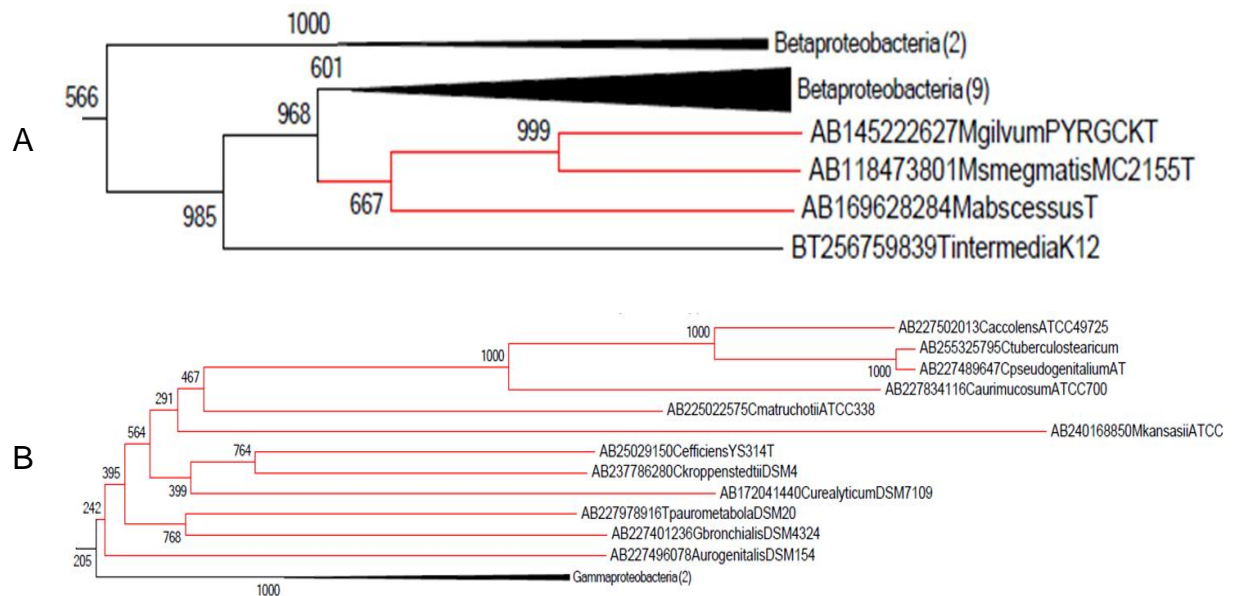 1000
Betaproteobacteria(2)
601
566
Betaproteobacteria(9)
968
A
999
AB145222627MgilvumPYRGCKT
AB118473801MsmegmatisMC2155T
667
AB169628284MabscessusT
985
BT256759839TintermediaK12
AB227502013CaccolensATCC49725
1000
AB255325795Ctuberculostearicum
1000
AB227489647CpseudogenitaliumAT
1000
AB227834116CaurimucosumATCC700
467
291
AB225022575CmatruchotiiATCC338
564
AB240168850MkansasiiATCC
B
764
AB25029150CefficiensYS314T
395
AB237786280CkroppenstedtiiDSM4
399
AB172041440CurealyticumDSM7109
242
AB227978916TpaurometabolaDSM20
768
AB227401236GbronchialisDSM4324
205
AB227496078AurogenitalisDSM154
Gammaproteobacteria(2)
1000